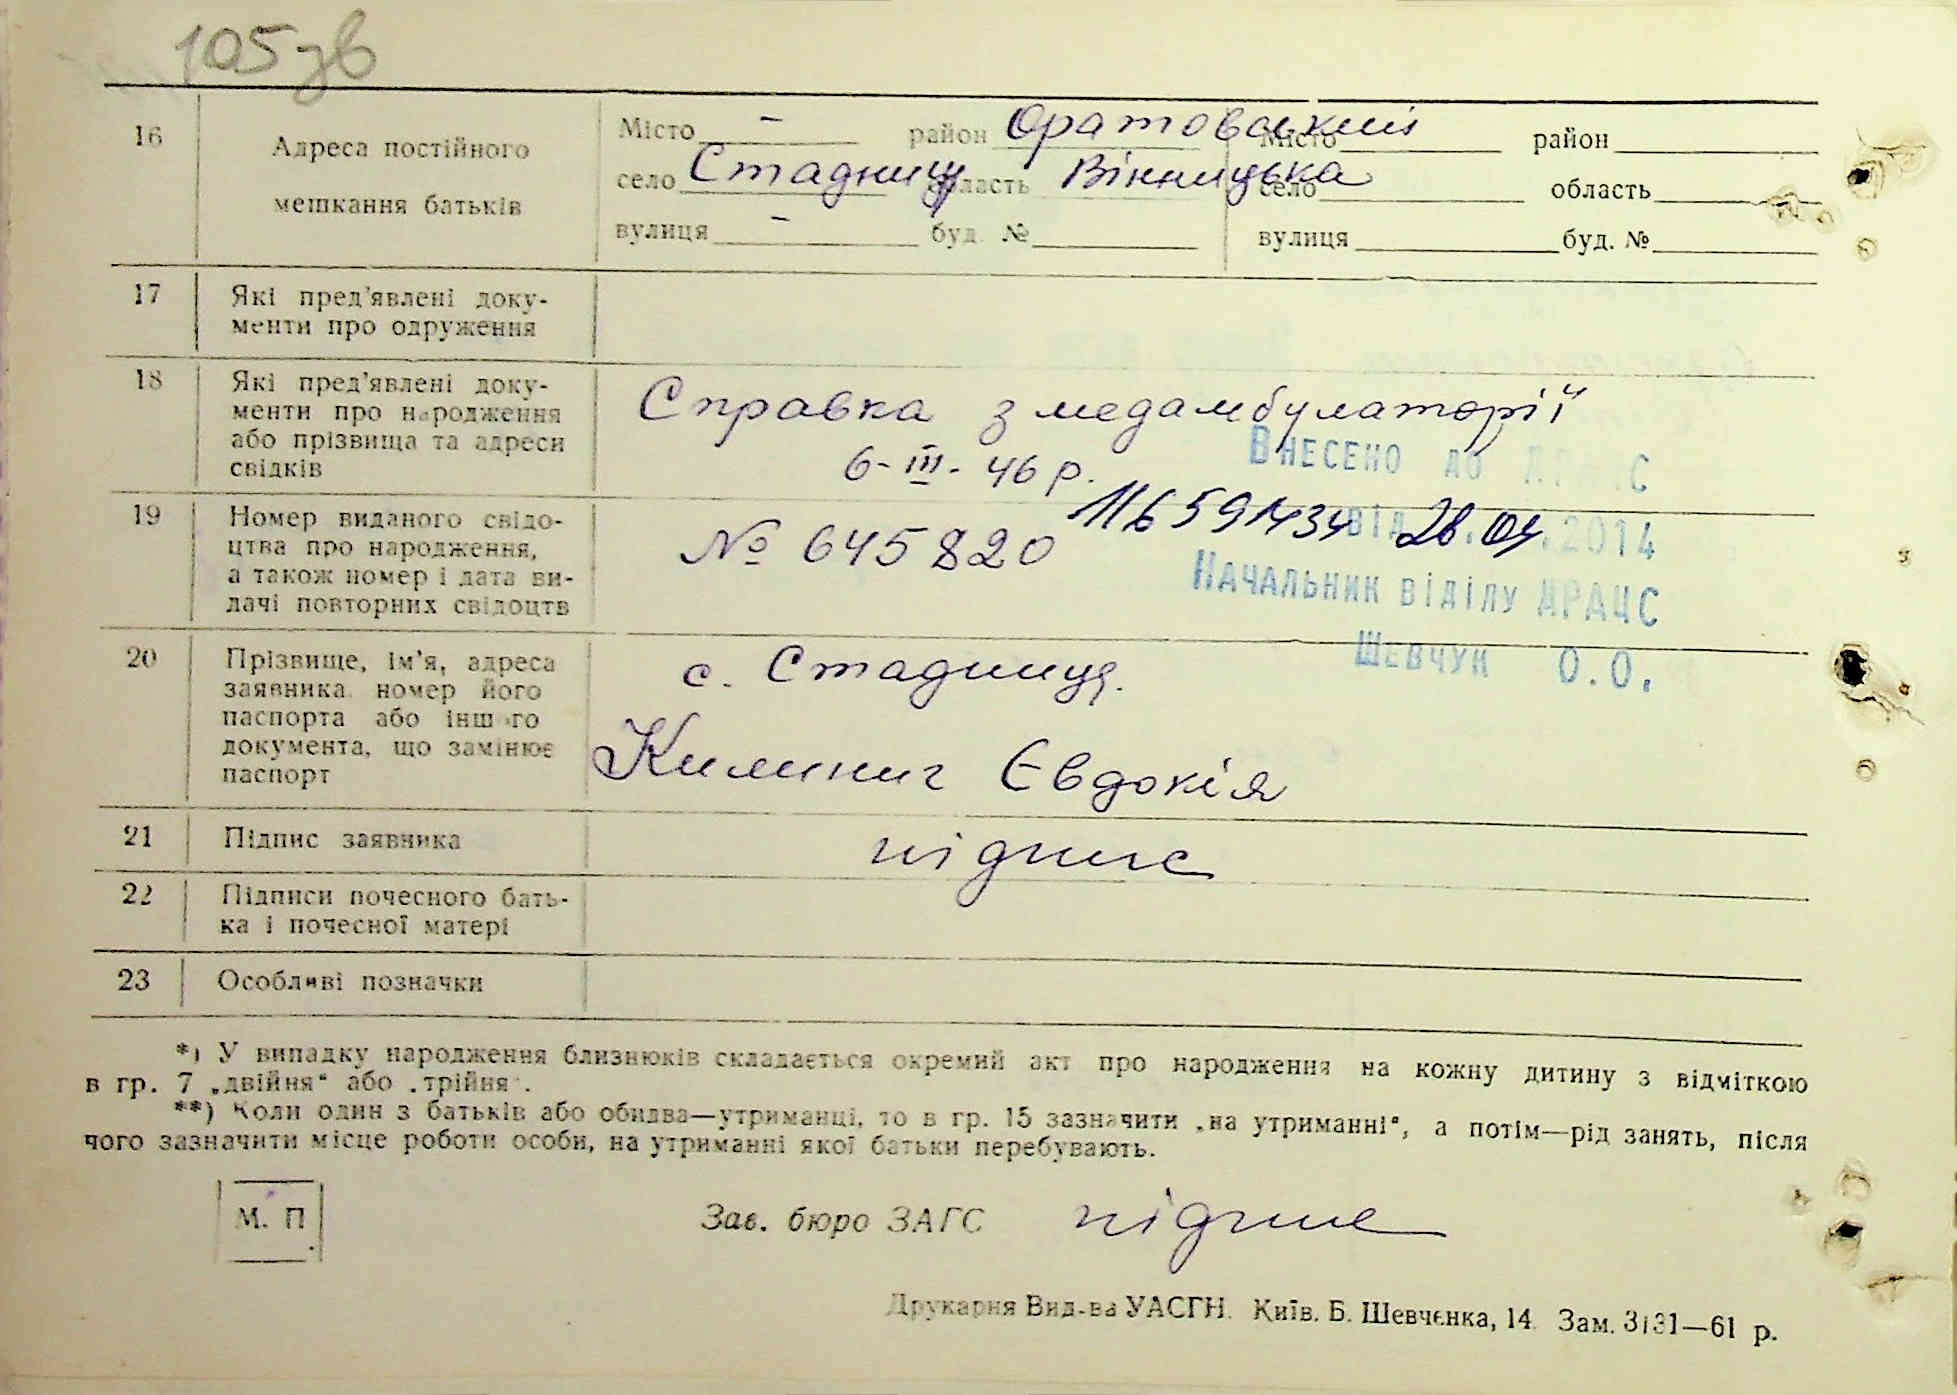 105 зв
16 Адреса постійного мешкання батьків
Місто - район Оратовський Місто район
село Стадниця область Вінницька село область
вулиця - буд. № вулиця буд. №
17 Які пред'явлені доку-
менти про одруження
18 Які пред'явлені доку-
менти про народження
або прізвища та адреси
свідків
Справка з медамбулаторії
6-III-46 р.
Внесено до
19 Номер виданого свідо-
цтва про народження,
а також номер і дата ви-
дачі повторних свідоцтв
№ 645820
від 28.04.2014
Начальник відділу ДРАЦС
Шевчук О.О.
20 Прізвище, ім'я, адреса
заявника, номер його
паспорта або іншого
документа, що замінює
паспорт
с. Стадниця.
Євдокія
21 Підпис заявника
підпис
22 Підписи почесного бать-
ка і почесної матері
23 Особливі позначки
*) У випадку народження близнюків складається окремий акт про народження на кожну дитину з відміткою
в гр. 7 „двійня“ або „трійня“.
**) Коли один з батьків або обидва—утриманці, то в гр. 15 зазначити „на утриманні“, а потім—рід занять, після
чого зазначити місце роботи особи, на утриманні якої батьки перебувають.
М. П.
Зав. бюро ЗАГС підпис
Друкарня Вид-ва УАСГН. Київ. Б. Шевченка, 14. Зам. 3131—61 р.